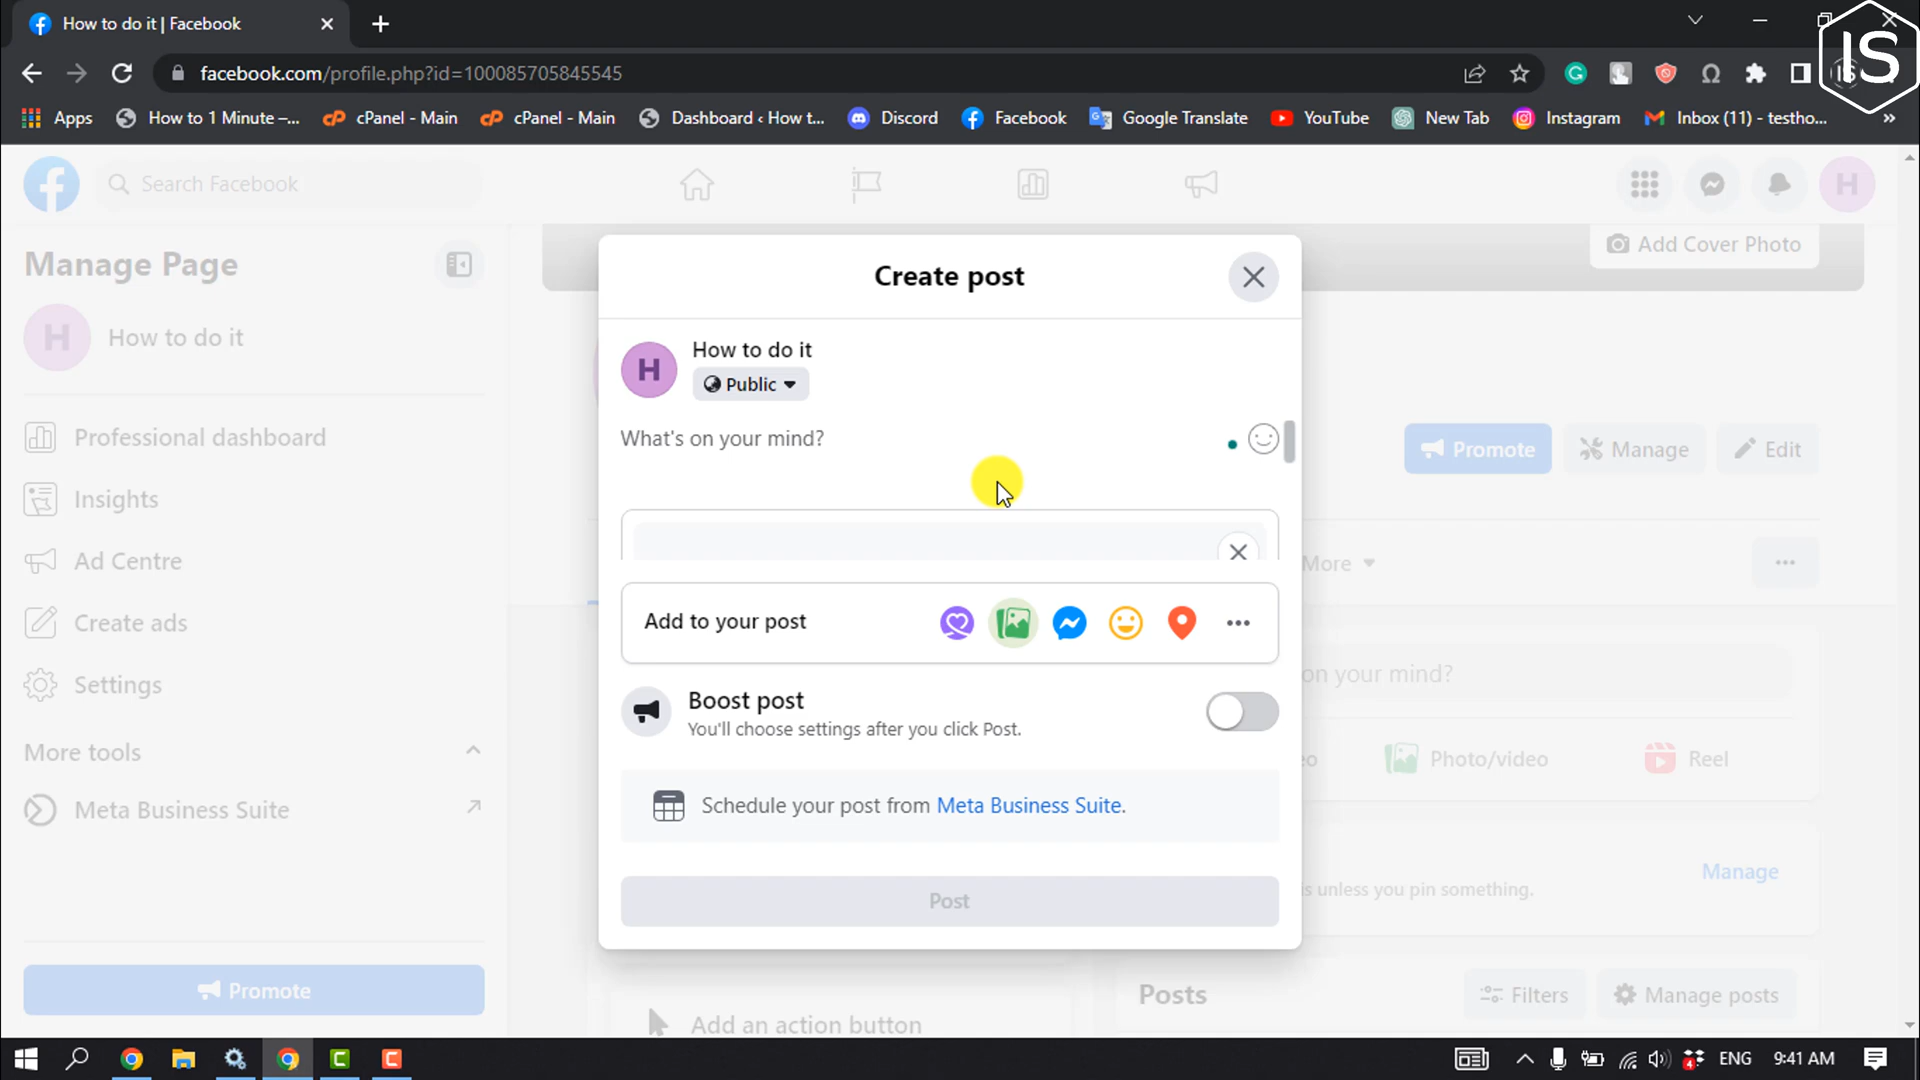 How to do it | Facebook
IS
facebook.com/profile.php?id=100085705845545
Apps
How to 1 Minute –...
cPanel - Main
cPanel - Main
Dashboard ‹ How t...
Discord
Facebook
Google Translate
YouTube
New Tab
Instagram
Inbox (11) - testho...
Search Facebook
H
Manage Page
Add Cover Photo
Create post
H
How to do it
H
How to do it
Public
What's on your mind?
Professional dashboard
Promote
Manage
Edit
Insights
Ad Centre
More
Create ads
Add to your post
Settings
on your mind?
Boost post
You'll choose settings after you click Post.
More tools
Photo/video
Reel
Meta Business Suite
Schedule your post from Meta Business Suite.
Manage
unless you pin something.
Post
Promote
Posts
Filters
Manage posts
Add an action button
ENG
9:41 AM